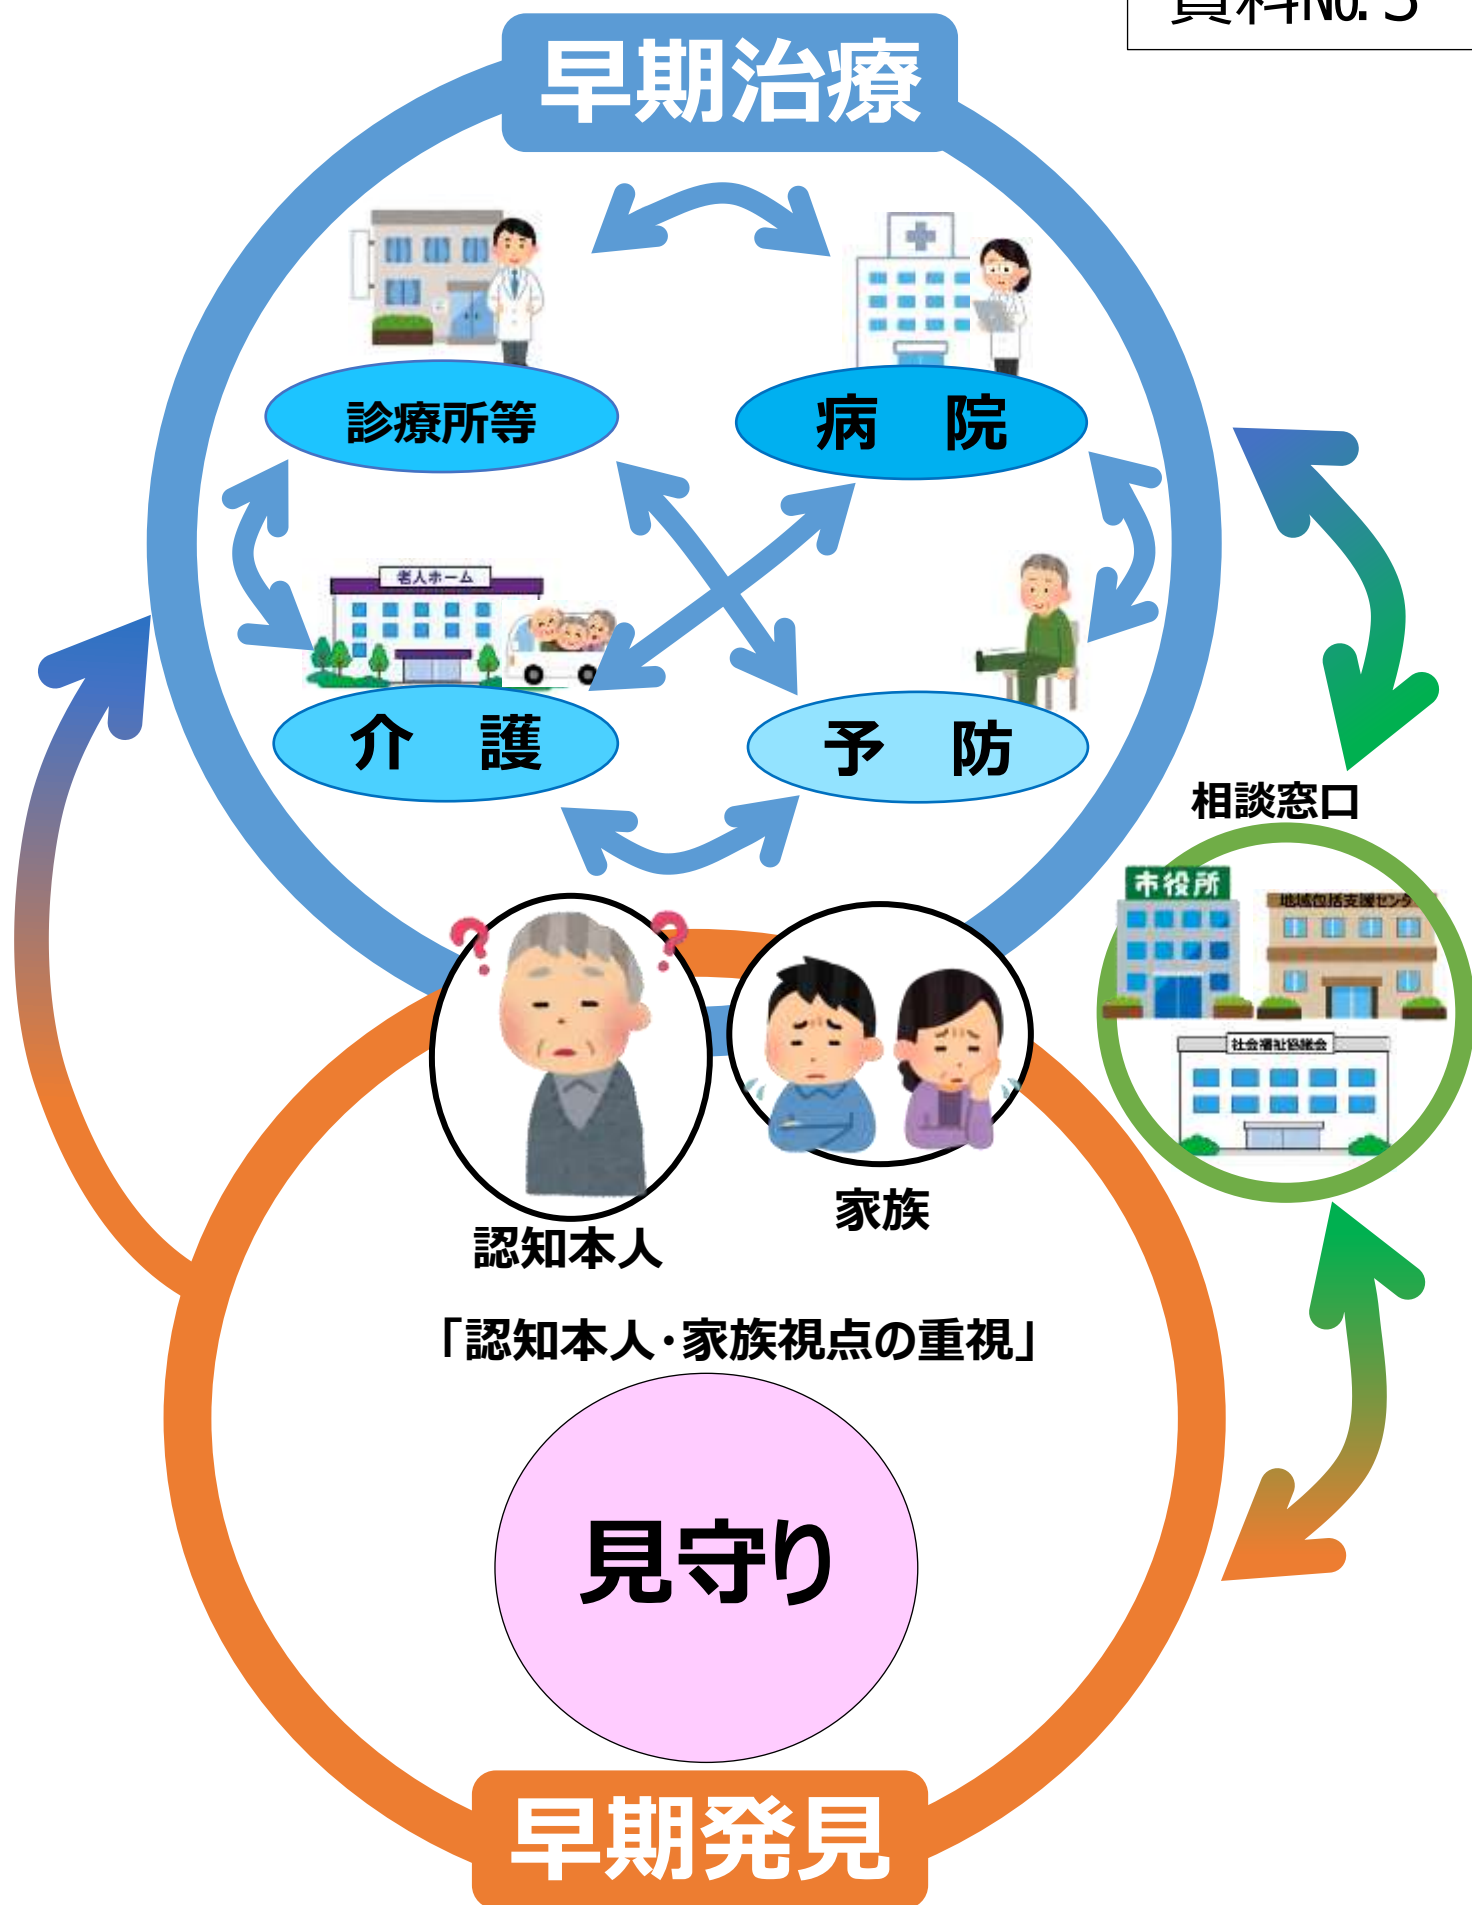 資料No.3
早期治療
診療所等
病　院
老人ホーム
介　護
予　防
相談窓口
市役所
地域包括支援センタ
社会福祉協議会
認知本人
家族
「認知本人・家族視点の重視」
見守り
早期発見